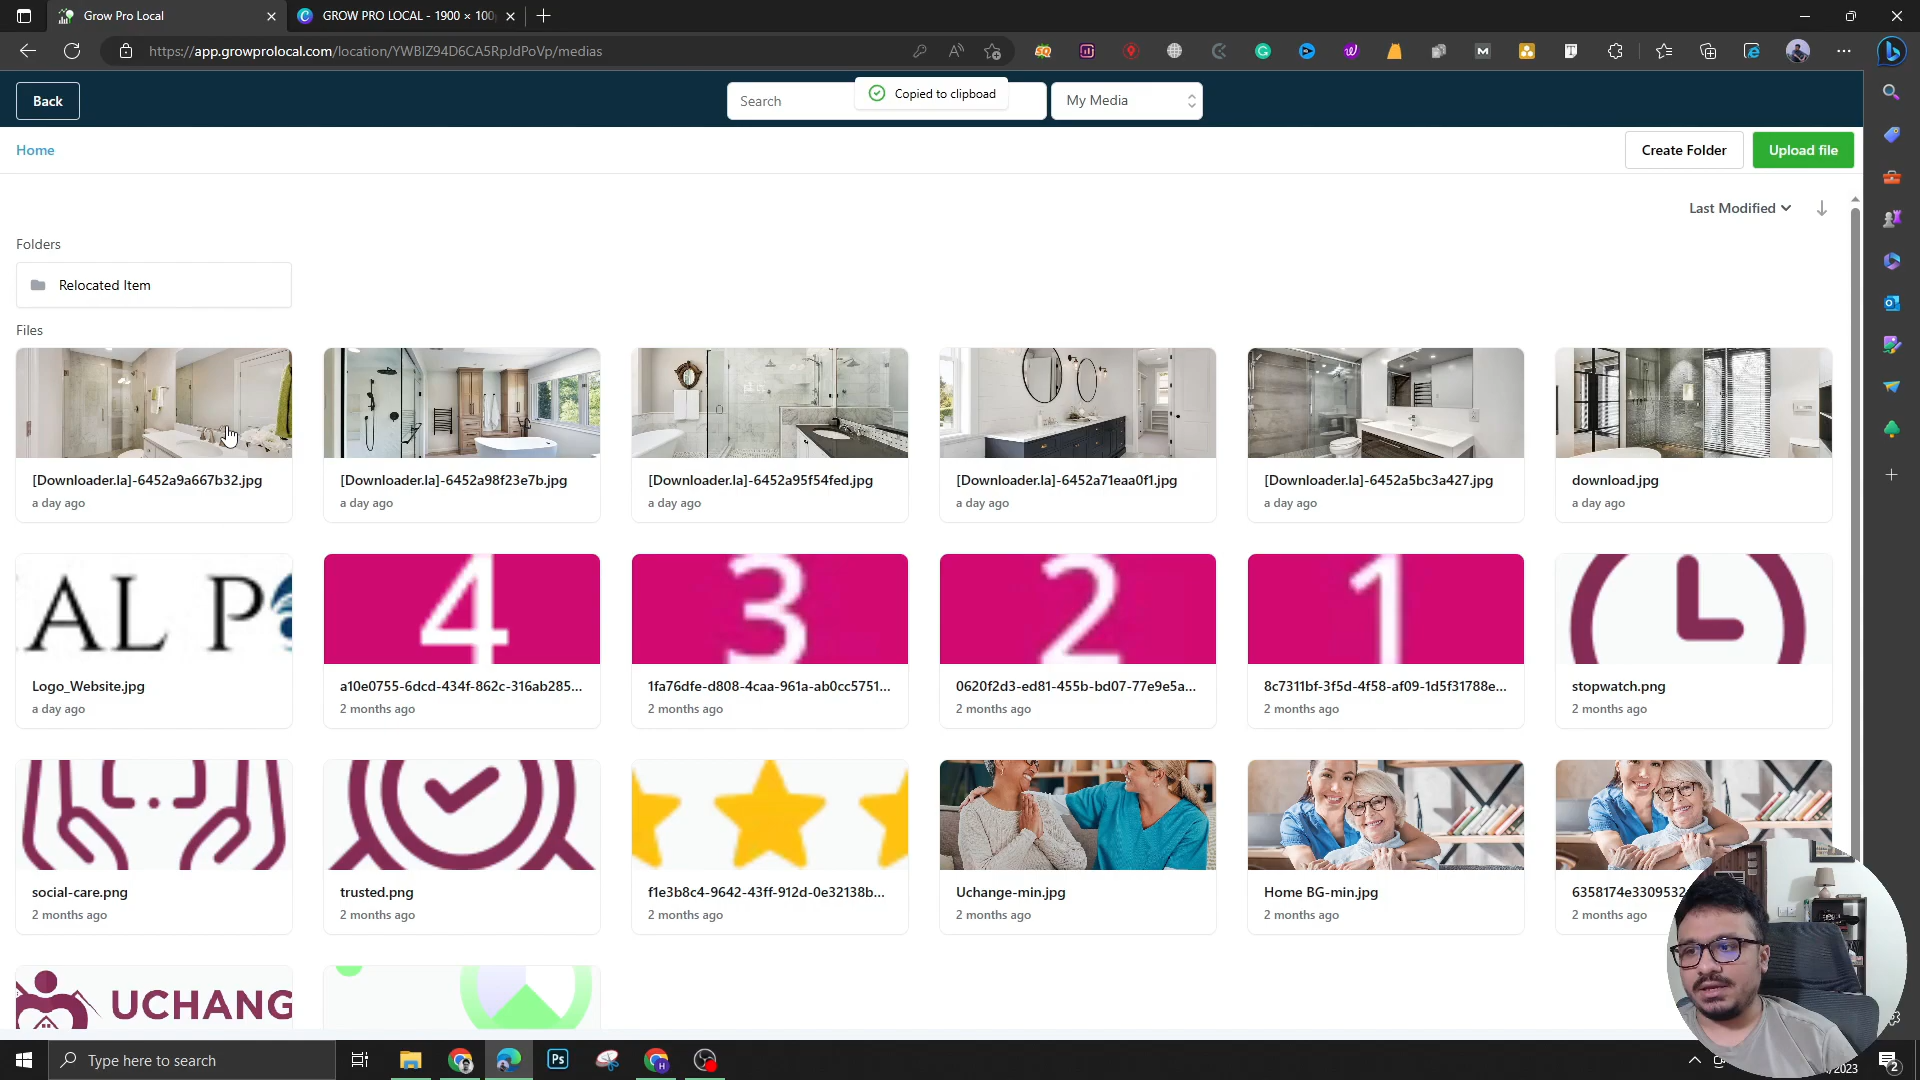 Grow Pro Local
GROW PRO LOCAL - 1900 × 100
https://app.growprolocal.com/location/YWBIZ94D6CA5RpJdPoVp/medias
Back
Search
Copied to clipboad
My Media
Home
Create Folder
Upload file
Last Modified
Folders
Relocated Item
Files
[Downloader.la]-6452a9a667b32.jpg
a day ago
[Downloader.la]-6452a98f23e7b.jpg
a day ago
[Downloader.la]-6452a95f54fed.jpg
a day ago
[Downloader.la]-6452a71eaa0f1.jpg
a day ago
[Downloader.la]-6452a5bc3a427.jpg
a day ago
download.jpg
a day ago
AL P
Logo_Website.jpg
a day ago
4
a10e0755-6dcd-434f-862c-316ab285...
2 months ago
3
1fa76dfe-d808-4caa-961a-ab0cc5751...
2 months ago
2
0620f2d3-ed81-455b-bd07-77e9e5a...
2 months ago
1
8c7311bf-3f5d-4f58-af09-1d5f31788e...
2 months ago
stopwatch.png
2 months ago
social-care.png
2 months ago
trusted.png
2 months ago
f1e3b8c4-9642-43ff-912d-0e32138b...
2 months ago
Uchange-min.jpg
2 months ago
Home BG-min.jpg
2 months ago
6358174e3309532
2 months ago
UCHANG
Type here to search
Ps
/2023
2